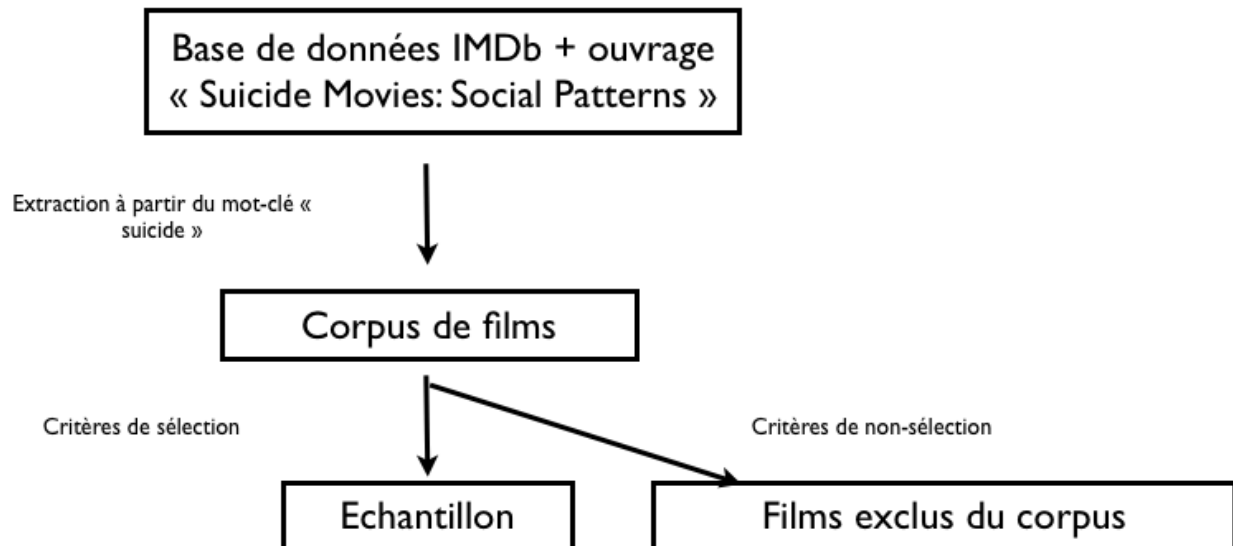 Base de données IMDb + ouvrage
« Suicide Movies: Social Patterns »
Extraction à partir du mot-clé «
suicide »
Corpus de films
Critères de sélection
Critères de non-sélection
Echantillon
Films exclus du corpus